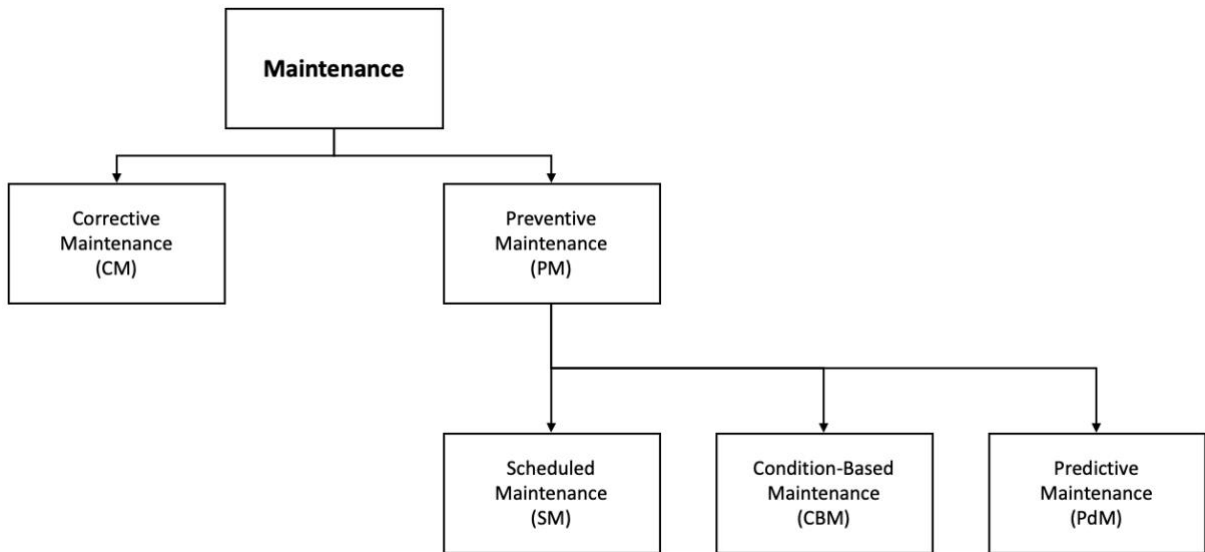 Maintenance
Corrective
Maintenance
(CM)
Preventive
Maintenance
(PM)
Scheduled
Maintenance
(SM)
Condition-Based
Maintenance
(CBM)
Predictive
Maintenance
(PdM)